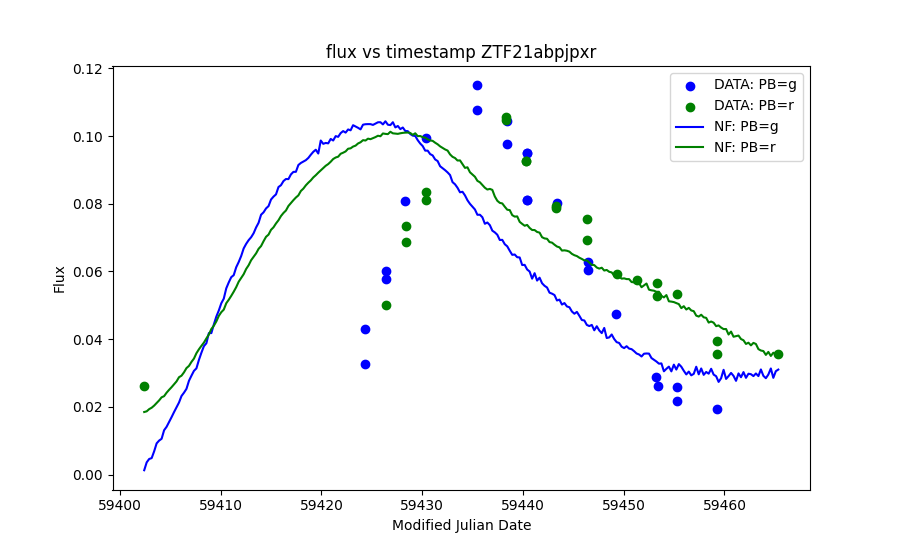 flux vs timestamp ZTF21abpjpxr
0.12
0.10
0.08
0.06
0.04
0.02
0.00
Flux
DATA: PB=g
DATA: PB=r
NF: PB=g
NF: PB=r
59400 59410 59420 59430 59440 59450 59460
Modified Julian Date